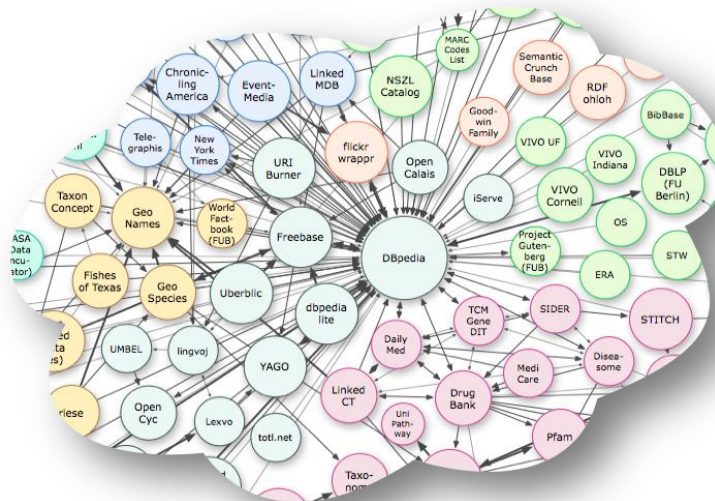 MARC
Codes
List
Chronic-
ling
America
Event-
Media
Linked
MDB
NSZL
Catalog
Semantic
Crunch
Base
RDF
ohloh
Good-
win
Family
BibBase
Tele-
graphis
New
York
Times
flickr
wrappr
Open
Calais
VIVO UF
VIVO
Indiana
URI
Burner
DBLP
(FU
Berlin)
Taxon
Concept
Geo
Names
World
Fact-
book
(FUB)
iServe
VIVO
Cornell
OS
Freebase
DBpedia
Project
Guten-
berg
(FUB)
STW
ERA
Fishes
of Texas
Geo
Species
Uberblic
dbpedia
lite
TCM
Gene
DIT
SIDER
STITCH
UMBEL
lingvoj
Daily
Med
YAGO
Medi
Care
Disea-
some
Linked
CT
Drug
Bank
Open
Cyc
Lexvo
totl.net
Uni
Path-
way
Pfam
Taxo-